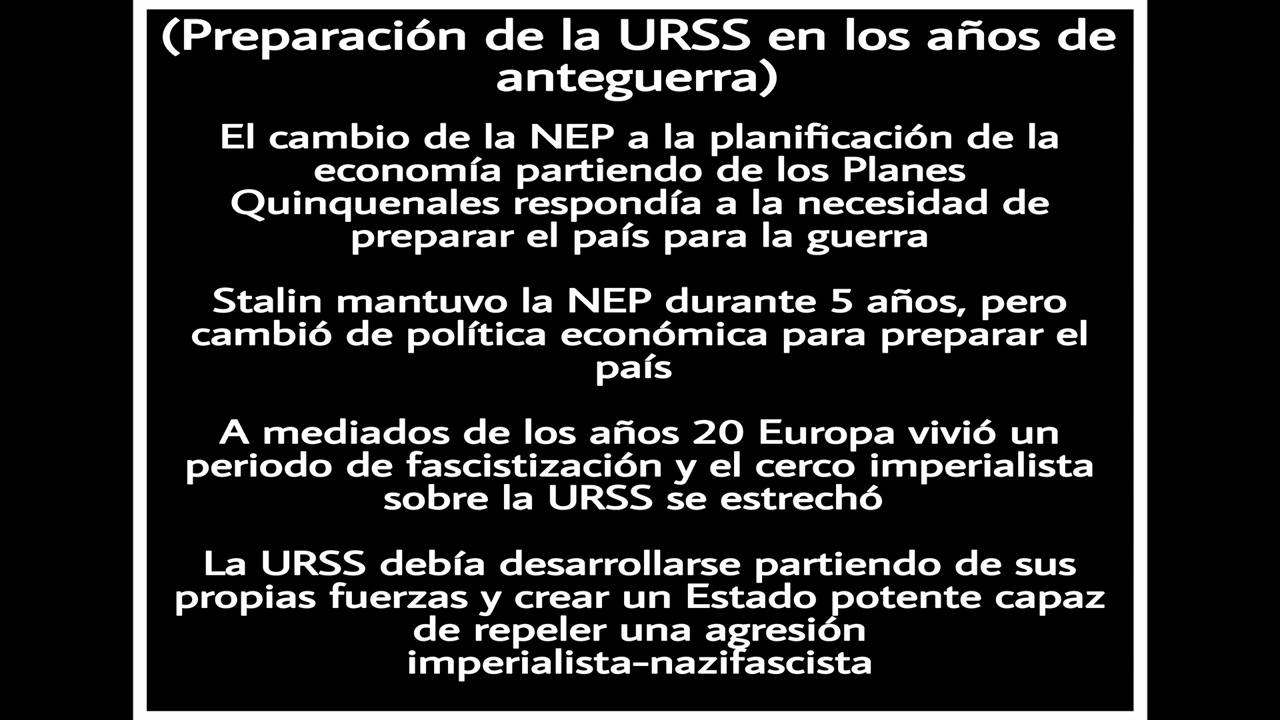 (Preparación de la URSS en los años de
anteguerra)
El cambio de la NEP a la planificación de la
economía partiendo de los Planes
Quinquenales respondía a la necesidad de
preparar el país para la guerra
Stalin mantuvo la NEP durante 5 años, pero
cambió de política económica para preparar el
país
A mediados de los años 20 Europa vivió un
periodo de fascistización y el cerco imperialista
sobre la URSS se estrechó
La URSS debía desarrollarse partiendo de sus
propias fuerzas y crear un Estado potente capaz
de repeler una agresión
imperialista-nazifascista